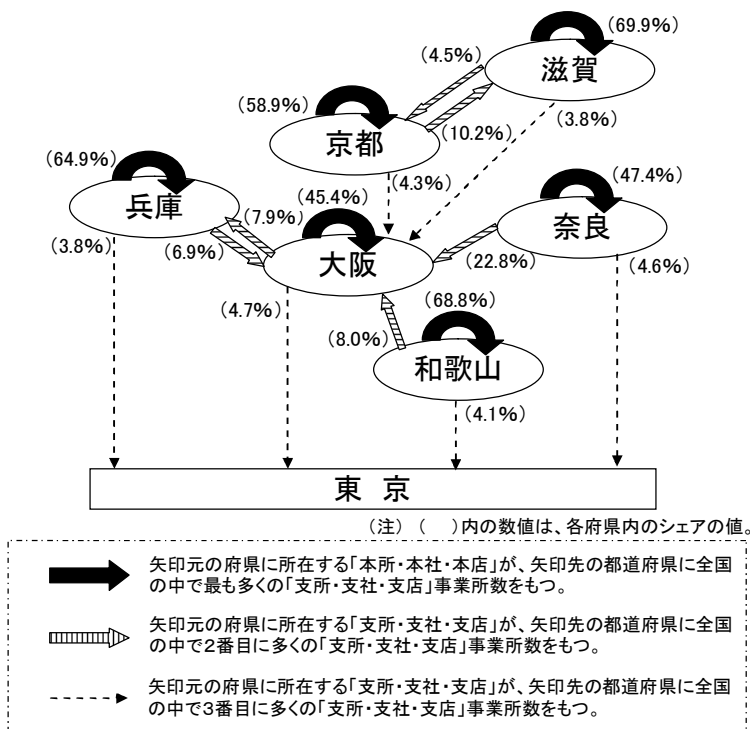 (69.9%)
(4.5%)
滋賀
(58.9%)
(10.2%)
(3.8%)
京都
(64.9%)
(47.4%)
(4.3%)
(45.4%)
兵庫
(7.9%)
奈良
(3.8%)
(6.9%)
大阪
(22.8%)
(4.6%)
(4.7%)
(68.8%)
(8.0%)
和歌山
(4.1%)
東 京
(注) ( )内の数値は、各府県内のシェアの値。
矢印元の府県に所在する「本所・本社・本店」が、矢印先の都道府県に全国
の中で最も多くの「支所・支社・支店」事業所数をもつ。
矢印元の府県に所在する「支所・支社・支店」が、矢印先の都道府県に全国
の中で2番目に多くの「支所・支社・支店」事業所数をもつ。
矢印元の府県に所在する「支所・支社・支店」が、矢印先の都道府県に全国
の中で3番目に多くの「支所・支社・支店」事業所数をもつ。